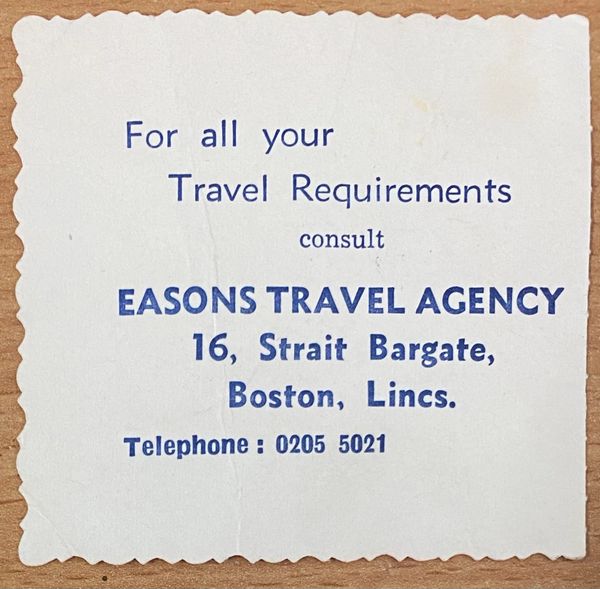 For all your
Travel Requirements
consult
EASONS TRAVEL AGENCY
16, Strait Bargate,
Boston, Lincs.
Telephone : 0205 5021